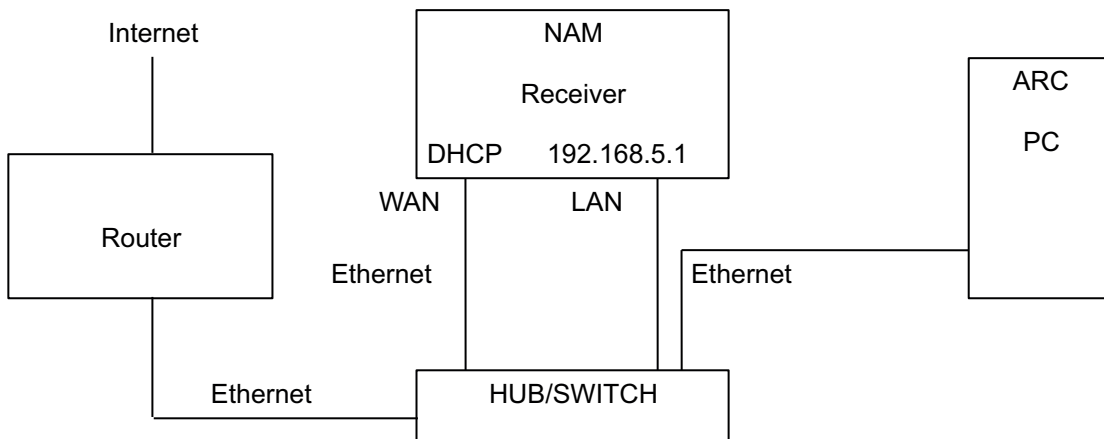 Internet
NAM
Receiver
DHCP 192.168.5.1
ARC
PC
WAN LAN
Router
Ethernet Ethernet
Ethernet HUB/SWITCH